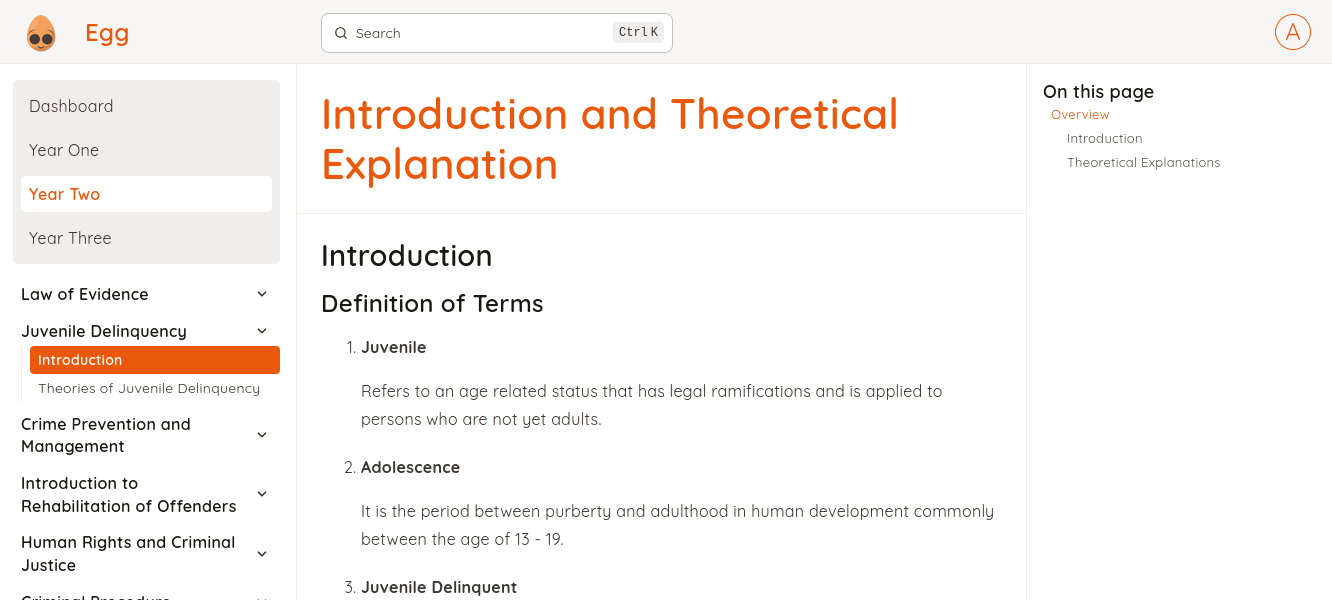 Egg
Search
Ctrl K
A
Dashboard
Year One
Year Two
Year Three
Law of Evidence
Juvenile Delinquency
Introduction
Theories of Juvenile Delinquency
Crime Prevention and
Management
Introduction to
Rehabilitation of Offenders
Human Rights and Criminal
Justice
Criminal Procedure
Introduction and Theoretical
Explanation
Introduction
Definition of Terms
1. Juvenile
Refers to an age related status that has legal ramifications and is applied to
persons who are not yet adults.
2. Adolescence
It is the period between purberty and adulthood in human development commonly
between the age of 13 - 19.
3. Juvenile Delinquent
On this page
Overview
Introduction
Theoretical Explanations